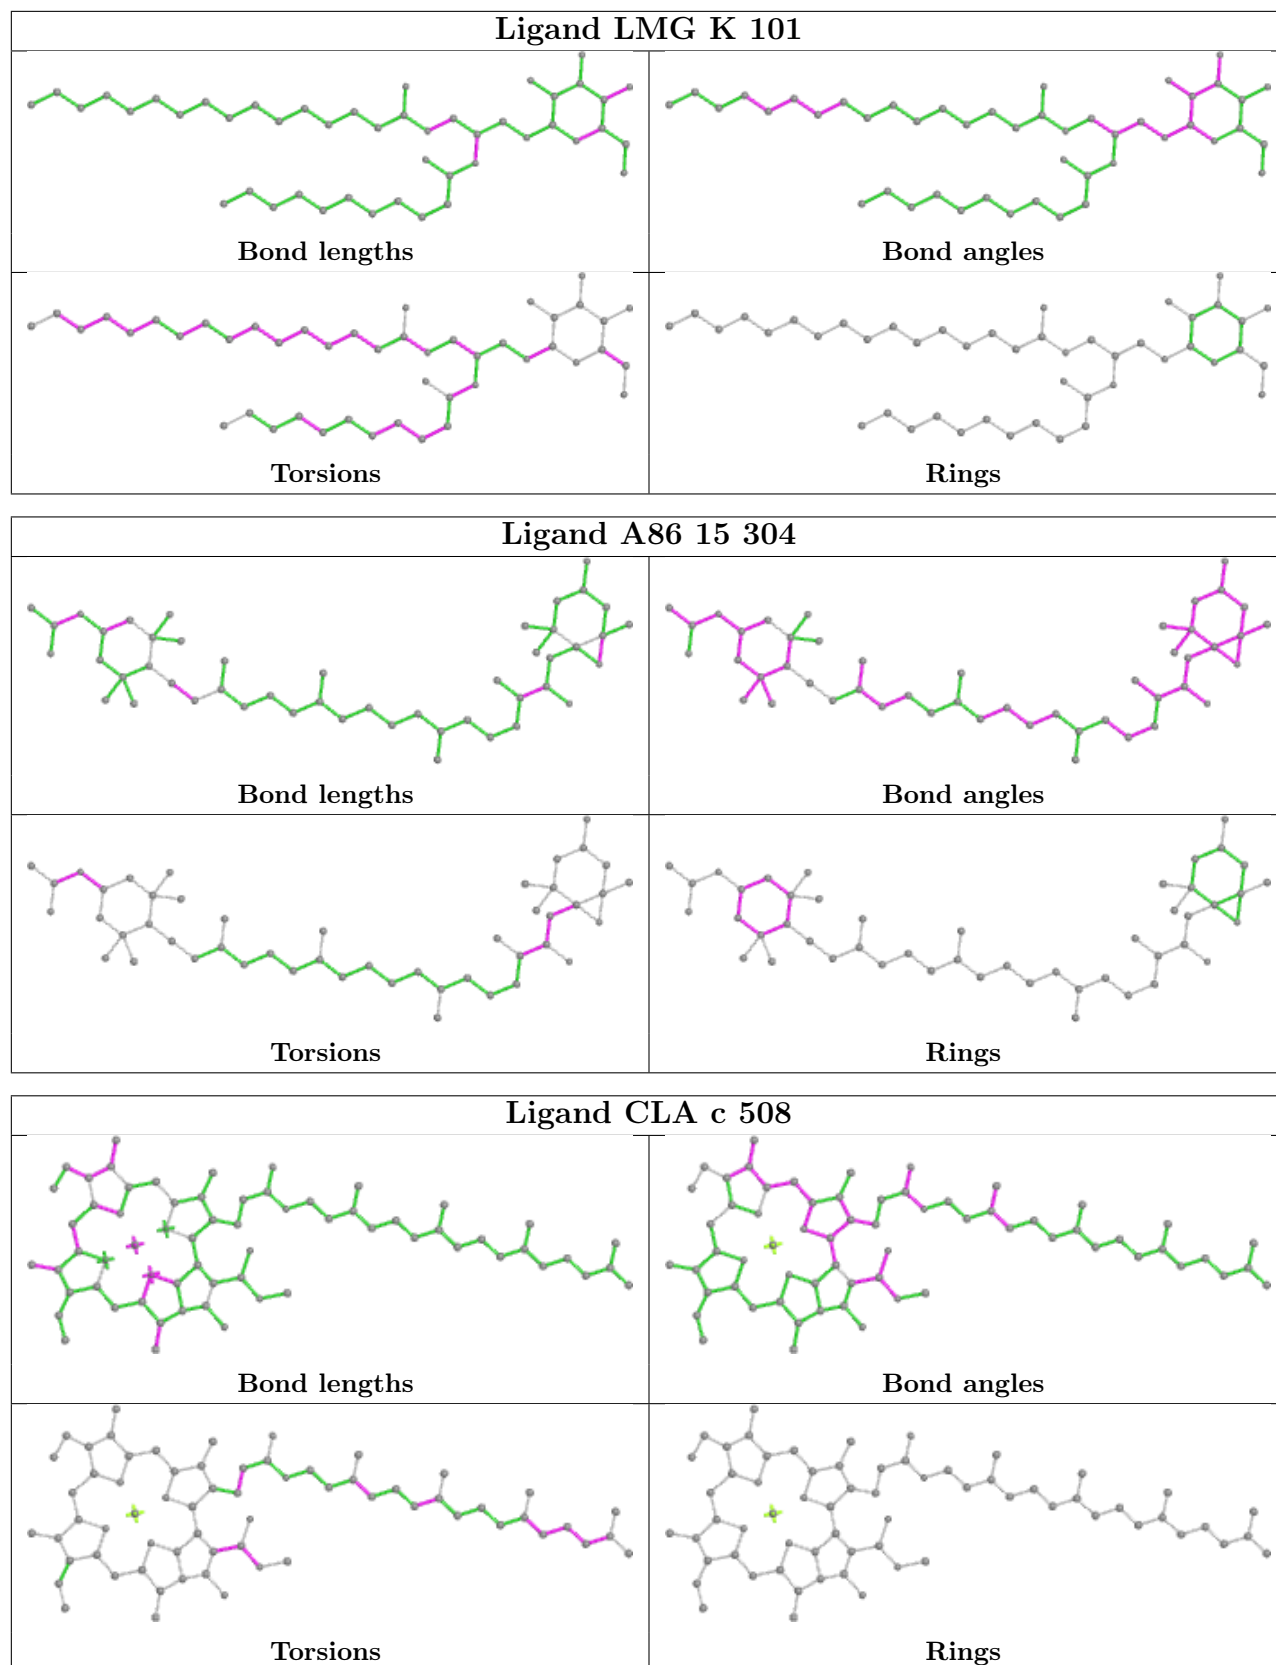 Ligand LMG K 101
Bond lengths
Bond angles
Torsions
Rings
Ligand A86 15 304
Bond lengths
Bond angles
Torsions
Rings
Ligand CLA c 508
Bond lengths
Bond angles
Torsions
Rings